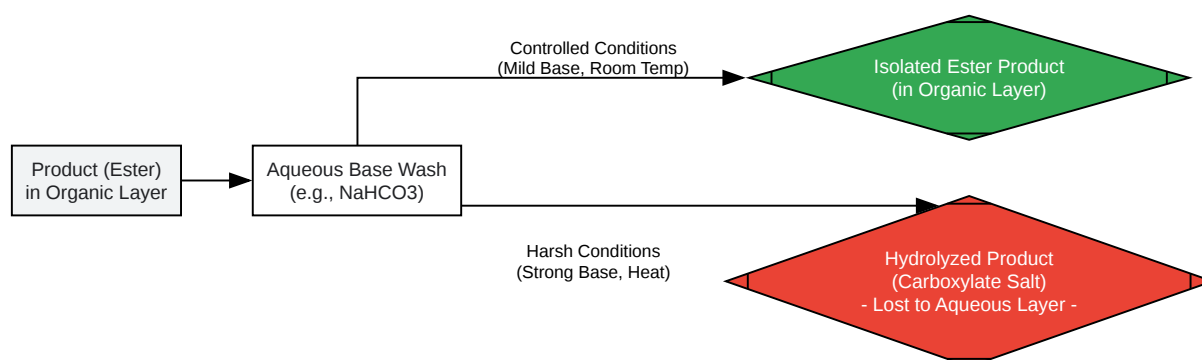 Controlled Conditions
(Mild Base, Room Temp)
Isolated Ester Product
(in Organic Layer)
Product (Ester)
in Organic Layer
Aqueous Base Wash
(e.g., NaHCO3)
Harsh Conditions
(Strong Base, Heat)
Hydrolyzed Product
(Carboxylate Salt)
- Lost to Aqueous Layer -